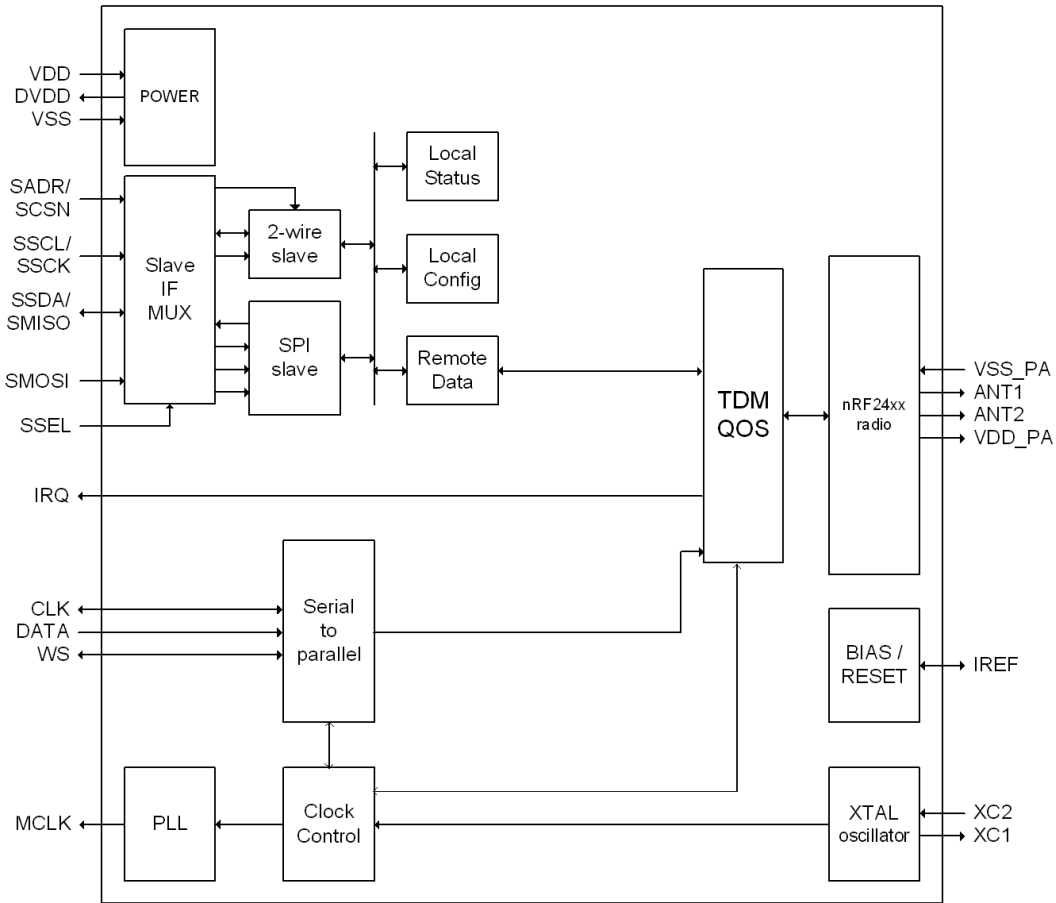 VDD
DVDD
VSS
POWER
SADR/
SCSN
SSCL/
SSCK
SSDA/
SMISO
SMOSI
SSEL
Slave
IF
MUX
2-wire
slave
SPI
slave
Local
Status
Local
Config
Remote
Data
TDM
QOS
nRF24xx
radio
VSS_PA
ANT1
ANT2
VDD_PA
IRQ
CLK
DATA
WS
Serial
to
parallel
BIAS /
RESET
IREF
MCLK
PLL
Clock
Control
XTAL
oscillator
XC2
XC1